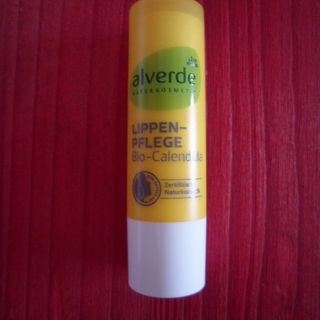 alverde
NATURKOSMETIK
LIPPEN-
PFLEGE
Bio-Calendula
Zertifizierte
Naturkosmetik